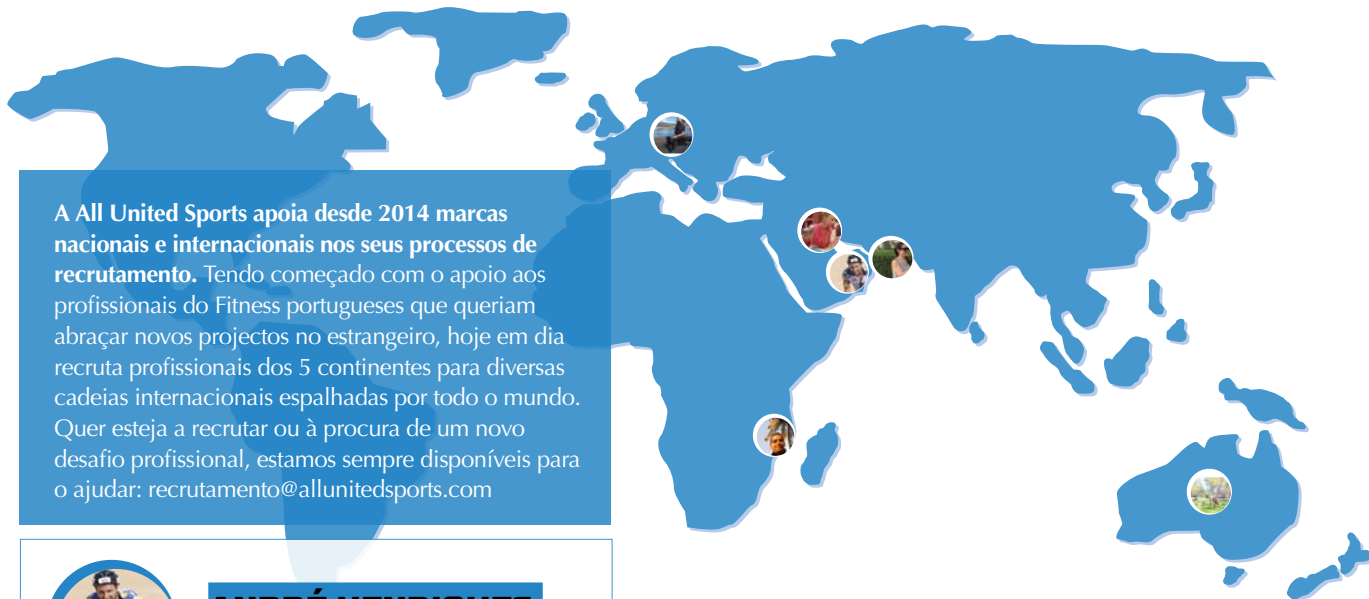 A All United Sports apoia desde 2014 marcas
nacionais e internacionais nos seus processos de
recrutamento. Tendo começado com o apoio aos
profissionais do Fitness portugueses que queriam
abraçar novos projectos no estrangeiro, hoje em dia
recruta profissionais dos 5 continentes para diversas
cadeias internacionais espalhadas por todo o mundo.
Quer esteja a recrutar ou à procura de um novo
desafio profissional, estamos sempre disponíveis para
o ajudar: recrutamento@allunitedsports.com
ANDRÉ HENRIQUES